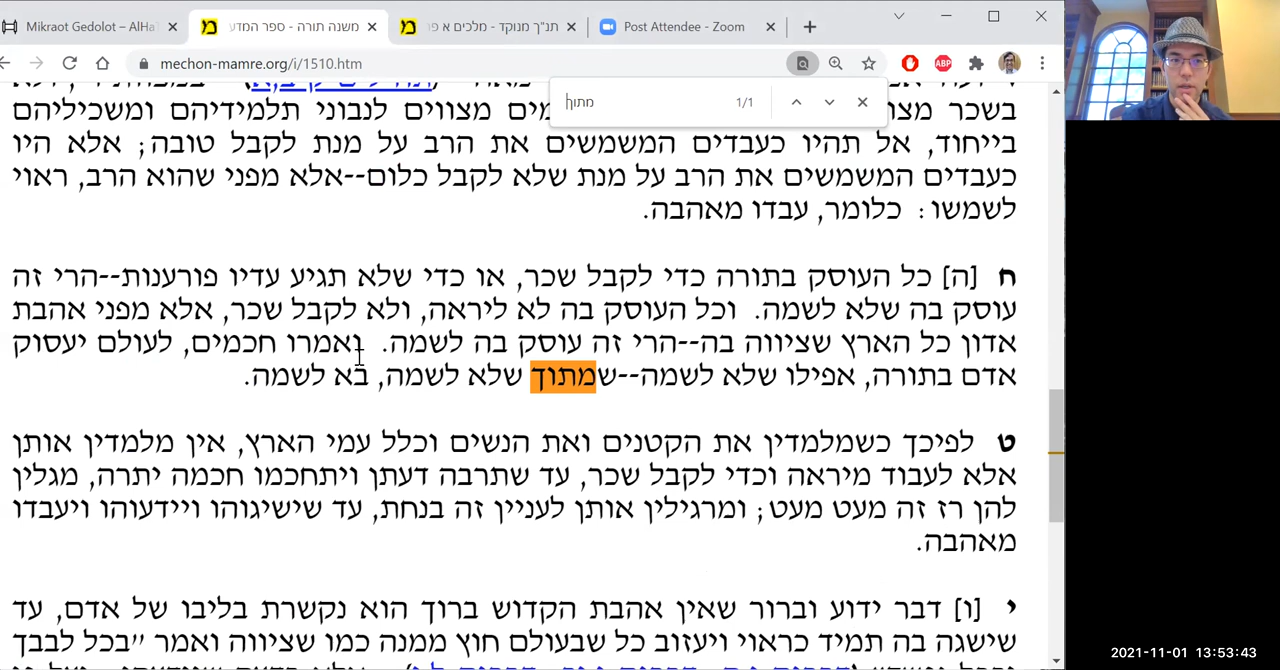 Mikraot Gedolot – AlHaT
משנה תורה - ספר המדע
תנ"ך מנוקד - מלכים א פ
Post Attendee - Zoom
mechon-mamre.org/i/1510.htm
מתוך 1/1
בשכר מצו ים מצווים לנבוני תלמידיהם ומשכיליהם
בייחוד, אל תהיו כעבדים המשמשים את הרב על מנת לקבל טובה; אלא היו
כעבדים המשמשים את הרב על מנת שלא לקבל כלום--אלא מפני שהוא הרב, ראוי
לשמשו: כלומר, עבדו מאהבה.
ח [ה] כל העוסק בתורה כדי לקבל שכר, או כדי שלא תגיע עדיו פורענות--הרי זה
עוסק בה שלא לשמה. וכל העוסק בה לא ליראה, ולא לקבל שכר, אלא מפני אהבת
אדון כל הארץ שציווה בה--הרי זה עוסק בה לשמה. ואמרו חכמים, לעולם יעסוק
אדם בתורה, אפילו שלא לשמה--שמתוך שלא לשמה, בא לשמה.
ט לפיכך כשמלמדין את הקטנים ואת הנשים וכלל עמי הארץ, אין מלמדין אותן
אלא לעבוד מיראה וכדי לקבל שכר, עד שתרבה דעתן ויתחכמו חכמה יתרה, מגלין
להן רז זה מעט מעט; ומרגילין אותן לעניין זה בנחת, עד שישיגוהו ויידעוהו ויעבדו
מאהבה.
י [ו] דבר ידוע וברור שאין אהבת הקדוש ברוך הוא נקשרת בליבו של אדם, עד
שישגה בה תמיד כראוי ויעזוב כל שבעולם חוץ ממנה כמו שציווה ואמר "בכל לבבך
ABP
2021-11-01 13:53:43